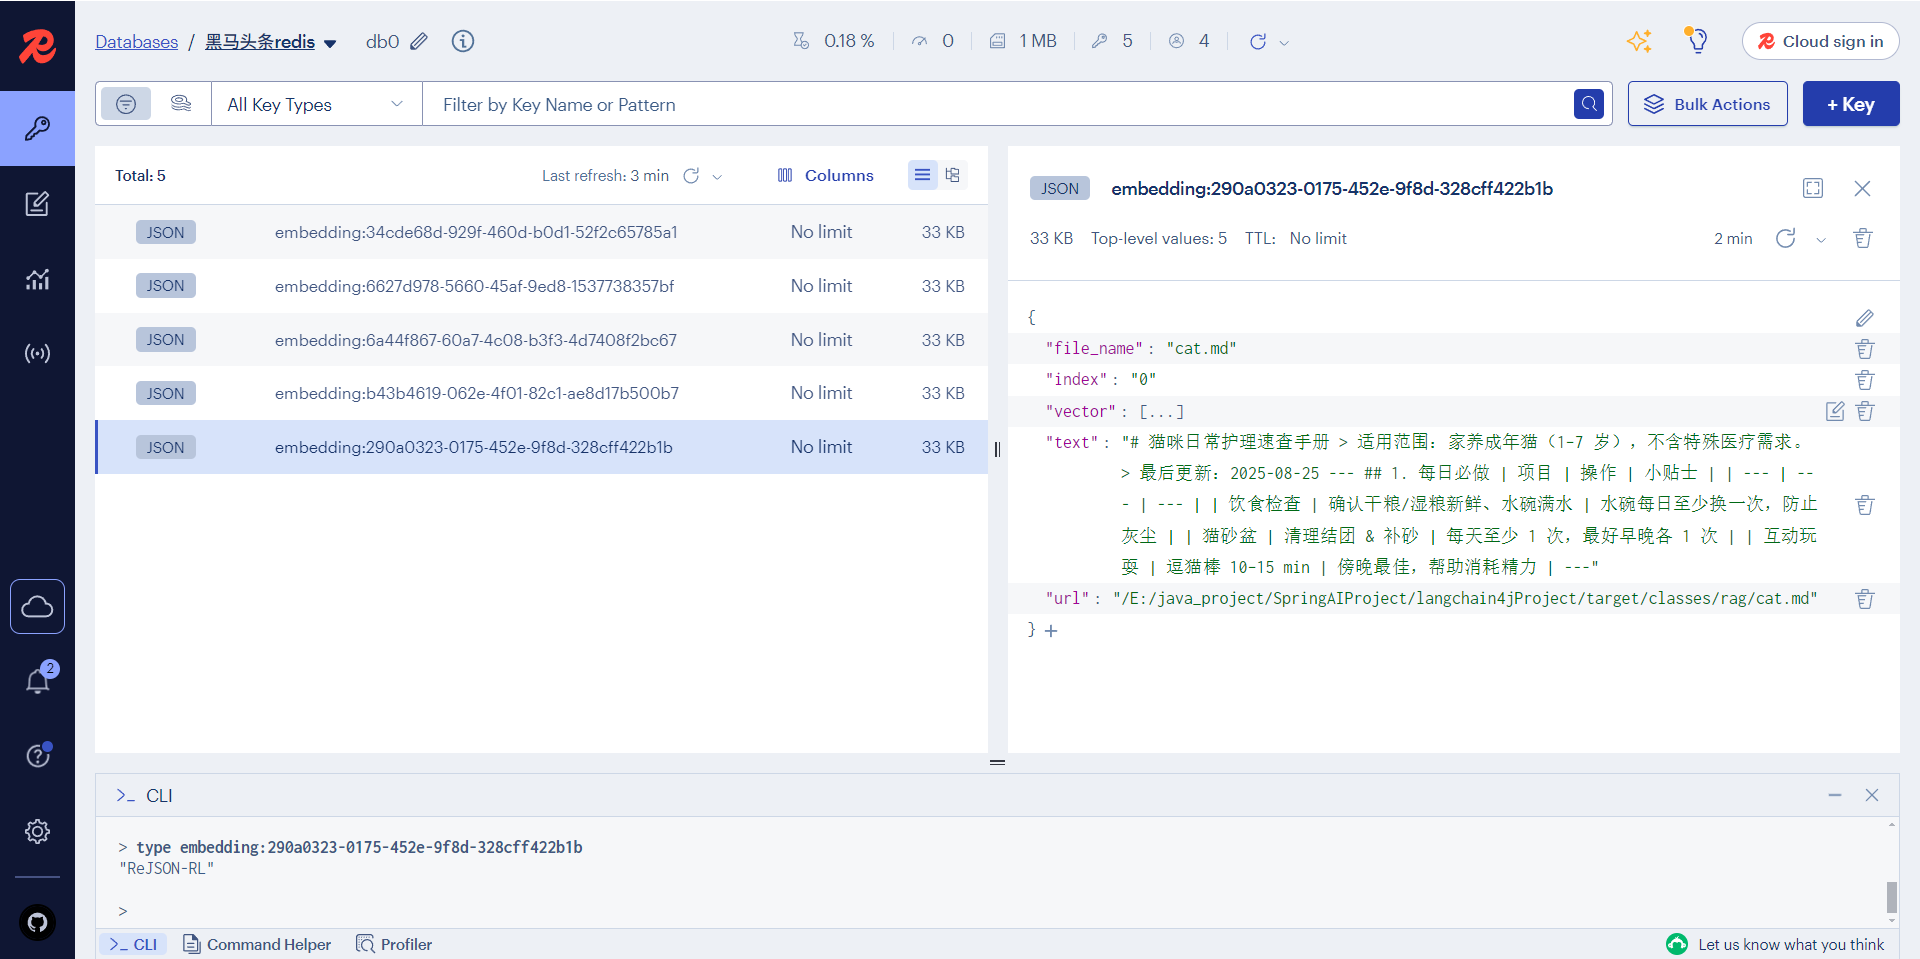 Databases / 黑马头条redis db0 0.18 % 0 1 MB 5 4 Cloud sign in
All Key Types Filter by Key Name or Pattern Bulk Actions + Key
Total: 5 Last refresh: 3 min Columns
JSON embedding:34cde68d-929f-460d-b0d1-52f2c65785a1 No limit 33 KB
JSON embedding:6627d978-5660-45af-9ed8-1537738357bf No limit 33 KB
JSON embedding:6a44f867-60a7-4c08-b3f3-4d7408f2bc67 No limit 33 KB
JSON embedding:b43b4619-062e-4f01-82c1-ae8d17b500b7 No limit 33 KB
JSON embedding:290a0323-0175-452e-9f8d-328cff422b1b No limit 33 KB
JSON embedding:290a0323-0175-452e-9f8d-328cff422b1b
33 KB Top-level values: 5 TTL: No limit 2 min
{
"file_name" : "cat.md"
"index" : "0"
"vector" : [...]
"text" : "# 猫咪日常护理速查手册 > 适用范围：家养成年猫（1-7 岁），不含特殊医疗需求。
> 最后更新：2025-08-25 --- ## 1. 每日必做 | 项目 | 操作 | 小贴士 | | --- | --
- | --- | | 饮食检查 | 确认干粮/湿粮新鲜、水碗满水 | 水碗每日至少换一次，防止
灰尘 | | 猫砂盆 | 清理结团 & 补砂 | 每天至少 1 次，最好早晚各 1 次 | | 互动玩
耍 | 逗猫棒 10-15 min | 傍晚最佳，帮助消耗精力 | ---"
"url" : "/E:/java_project/SpringAIProject/langchain4jProject/target/classes/rag/cat.md"
} +
2
>_ CLI
> type embedding:290a0323-0175-452e-9f8d-328cff422b1b
"ReJSON-RL"
>
>_ CLI Command Helper Profiler Let us know what you think